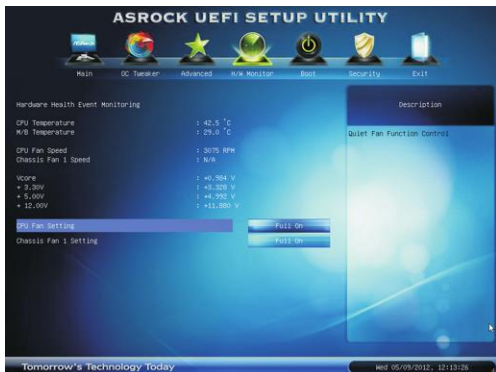 ASROCK UEFI SETUP UTILITY
Main OC Tweaker Advanced H/W Monitor Boot Security Exit
Hardware Health Event Monitoring
Description
CPU Temperature : 42.5 °C
M/B Temperature : 29.0 °C
Quiet Fan Function Control
CPU Fan Speed : 3075 RPM
Chassis Fan 1 Speed : N/A
Vcore : +0.984 V
+ 3.30V : +3.328 V
+ 5.00V : +4.992 V
+ 12.00V : +11.880 V
CPU Fan Setting Full On
Chassis Fan 1 Setting Full On
Tomorrow's Technology Today
Wed 05/09/2012, 12:13:26